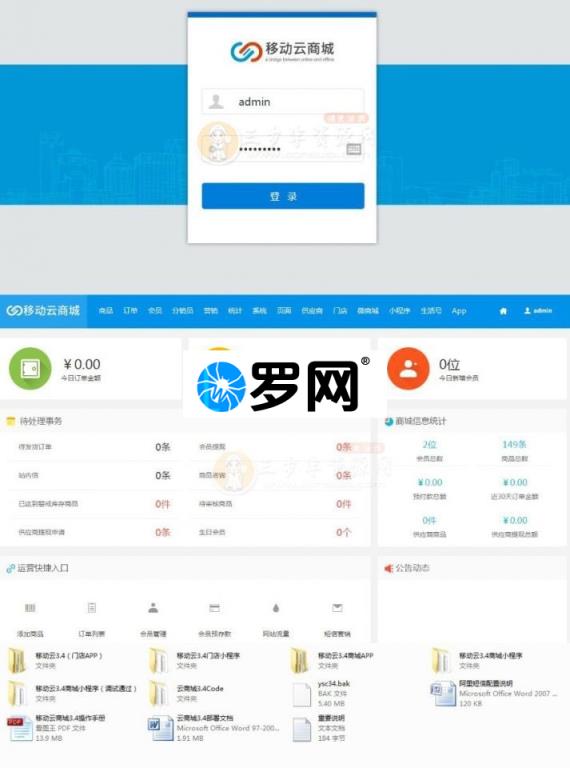 移动云商城
a bridge between online and offline
admin
登 录
移动云商城 商品 订单 会员 分销员 营销 统计 系统 页面 供应商 门店 微商城 小程序 生活号 App admin
￥0.00
今日订单金额
罗网®
0位
今日新增会员
待处理事务
待发货订单 0条 会员提现 0条
站内信 0条 商品咨询 0条
已达到警戒库存商品 0件 待审核商品 0件
供应商提现申请 0条 生日会员 0个
商城信息统计
2位 149条
会员总数 商品总数
￥0.00 ￥0.00
预付款总额 近30天订单金额
0件 ￥0.00
供应商商品 供应商提现总额
运营快捷入口
添加商品 订单列表 会员管理 会员预存款 网站流量 短信营销
公告动态
移动云3.4（门店APP）
文件夹
移动云3.4门店小程序
文件夹
移动云3.4商城APP
文件夹
移动云3.4商城小程序
文件夹
移动云3.4商城小程序（调试通过）
文件夹
云商城3.4Code
文件夹
ysc34.bak
BAK 文件
5.40 MB
阿里短信配置说明
Microsoft Office Word 2007 ...
120 KB
PDF
移动云商城3.4操作手册
看图王 PDF 文件
13.9 MB
云商城3.4部署文档
Microsoft Office Word 97-200...
1.91 MB
重要说明
文本文档
184 字节